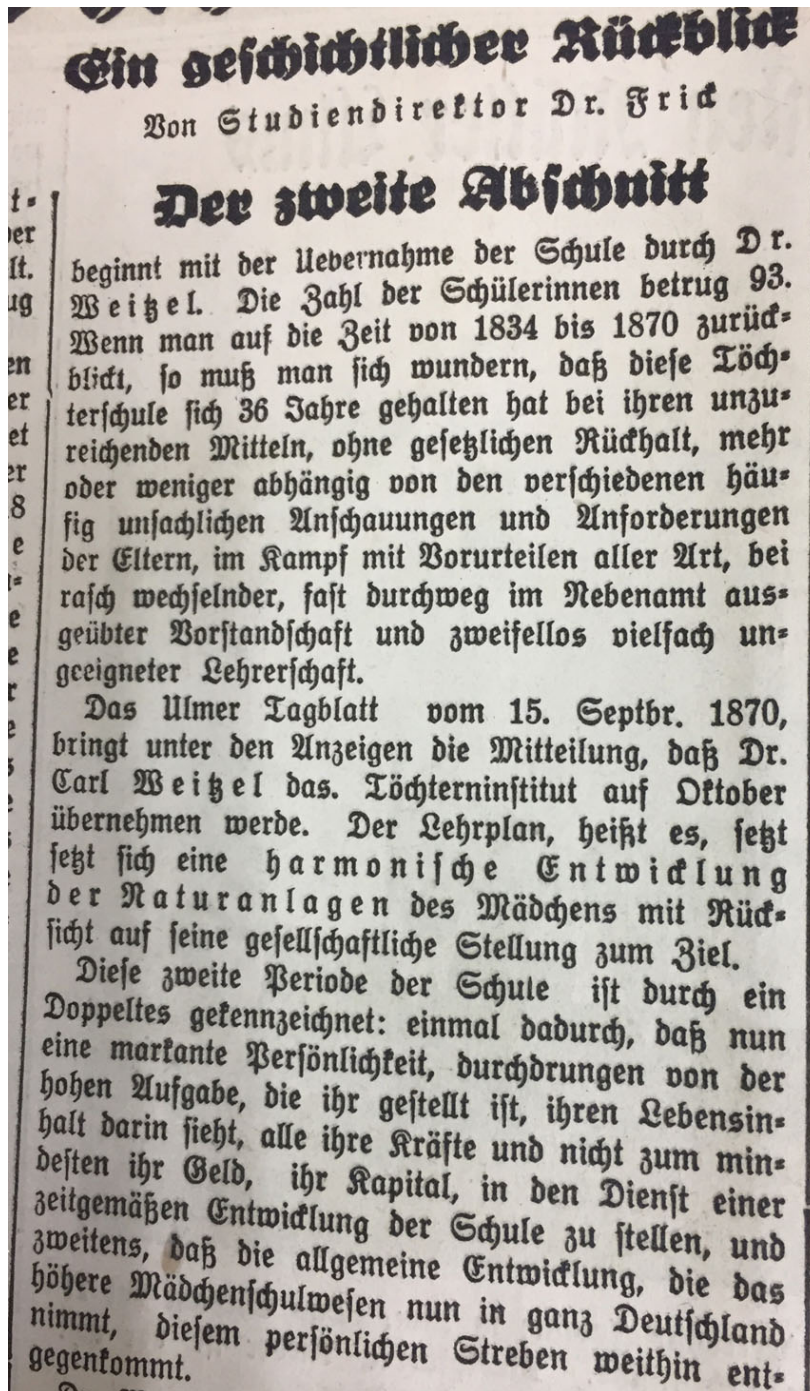 Ein geschichtlicher Rückblick
Von Studiendirektor Dr. Frick
Der zweite Abschnitt
beginnt mit der Uebernahme der Schule durch Dr.
Weitzel. Die Zahl der Schülerinnen betrug 93.
Wenn man auf die Zeit von 1834 bis 1870 zurück-
blickt, so muß man sich wundern, daß diese Töch-
terschule sich 36 Jahre gehalten hat bei ihren unzu-
reichenden Mitteln, ohne gesetzlichen Rückhalt, mehr
oder weniger abhängig von den verschiedenen häu-
fig unsachlichen Anschauungen und Anforderungen
der Eltern, im Kampf mit Vorurteilen aller Art, bei
rasch wechselnder, fast durchweg im Nebenamt aus-
geübter Vorstandschaft und zweifellos vielfach un-
geeigneter Lehrerschaft.
Das Ulmer Tagblatt vom 15. Septbr. 1870,
bringt unter den Anzeigen die Mitteilung, daß Dr.
Carl Weitzel das. Töchterninstitut auf Oktober
übernehmen werde. Der Lehrplan, heißt es, setzt
setzt sich eine harmonische Entwicklung
der Naturanlagen des Mädchens mit Rück-
sicht auf seine gesellschaftliche Stellung zum Ziel.
Diese zweite Periode der Schule ist durch ein
Doppeltes gekennzeichnet: einmal dadurch, daß nun
eine markante Persönlichkeit, durchdrungen von der
hohen Aufgabe, die ihr gestellt ist, ihren Lebensin-
halt darin sieht, alle ihre Kräfte und nicht zum min-
desten ihr Geld, ihr Kapital, in den Dienst einer
zeitgemäßen Entwicklung der Schule zu stellen, und
zweitens, daß die allgemeine Entwicklung, die das
höhere Mädchenschulwesen nun in ganz Deutschland
nimmt, diesem persönlichen Streben weithin ent-
gegenkommt.